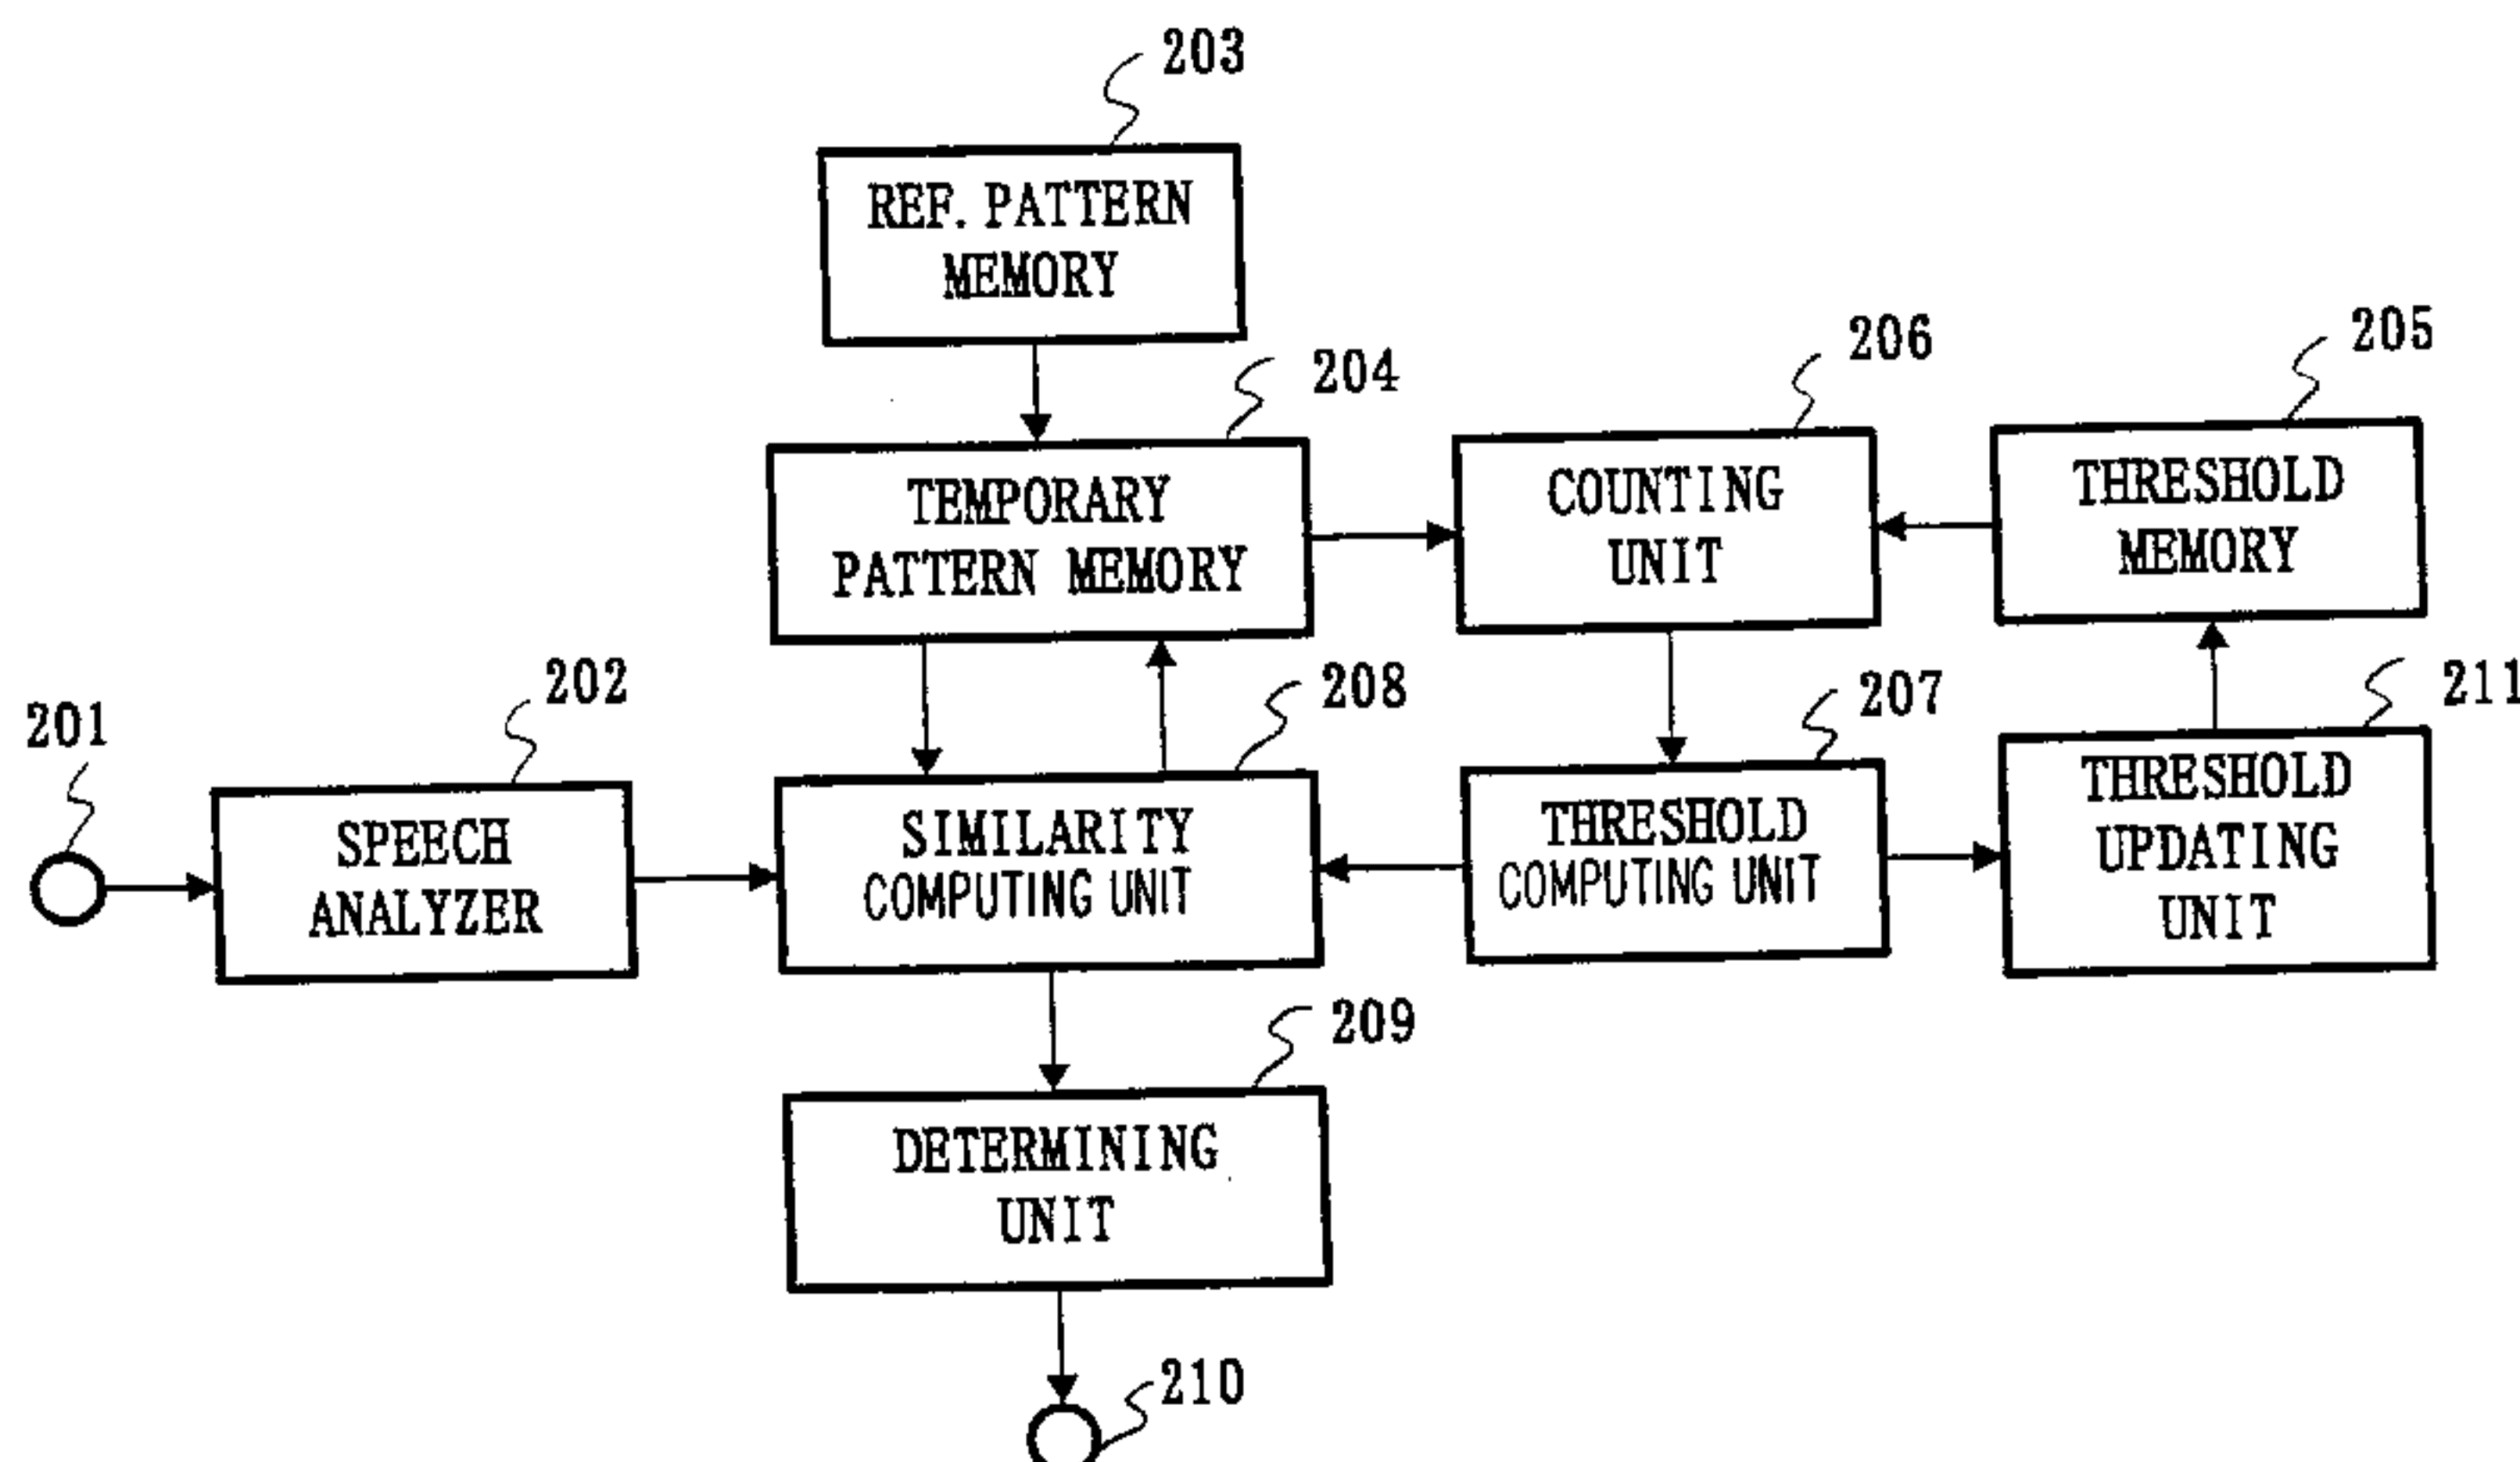 203
REF. PATTERN
MEMORY
204
206
205
TEMPORARY
PATTERN MEMORY
COUNTING
UNIT
THRESHOLD
MEMORY
201
202
208
207
211
SPEECH
ANALYZER
SIMILARITY
COMPUTING UNIT
THRESHOLD
COMPUTING UNIT
THRESHOLD
UPDATING
UNIT
209
DETERMINING
UNIT
210